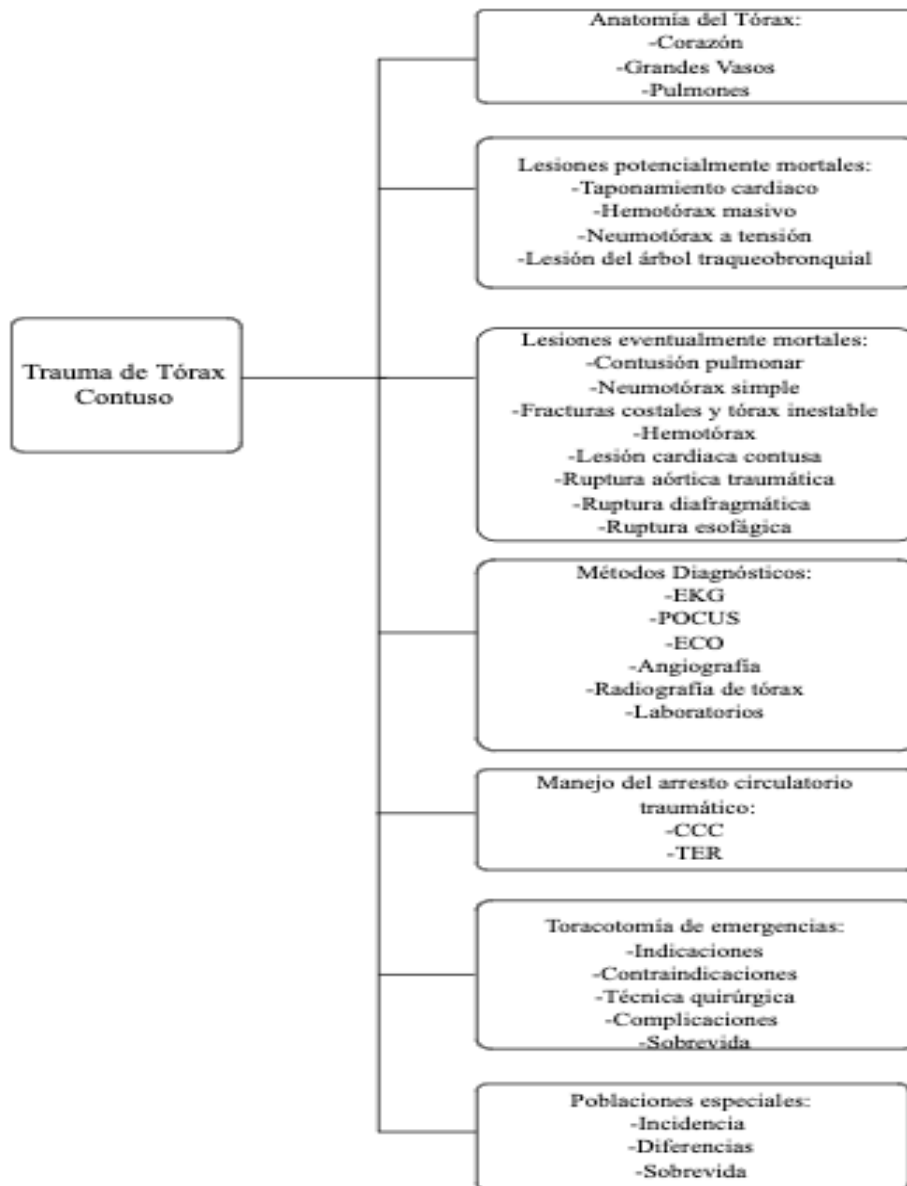 Anatomía del Tórax:
-Corazón
-Grandes Vasos
-Pulmones
Lesiones potencialmente mortales:
-Taponamiento cardiaco
-Hemotórax masivo
-Neumotórax a tensión
-Lesión del árbol traqueobronquial
Trauma de Tórax
Contuso
Lesiones eventualmente mortales:
-Contusión pulmonar
-Neumotórax simple
-Fracturas costales y tórax inestable
-Hemotórax
-Lesión cardiaca contusa
-Ruptura aórtica traumática
-Ruptura diafragmática
-Ruptura esofágica
Métodos Diagnósticos:
-EKG
-POCUS
-ECO
-Angiografía
-Radiografía de tórax
-Laboratorios
Manejo del arresto circulatorio
traumático:
-CCC
-TER
Toracotomía de emergencias:
-Indicaciones
-Contraindicaciones
-Técnica quirúrgica
-Complicaciones
-Sobrevida
Poblaciones especiales:
-Incidencia
-Diferencias
-Sobrevida